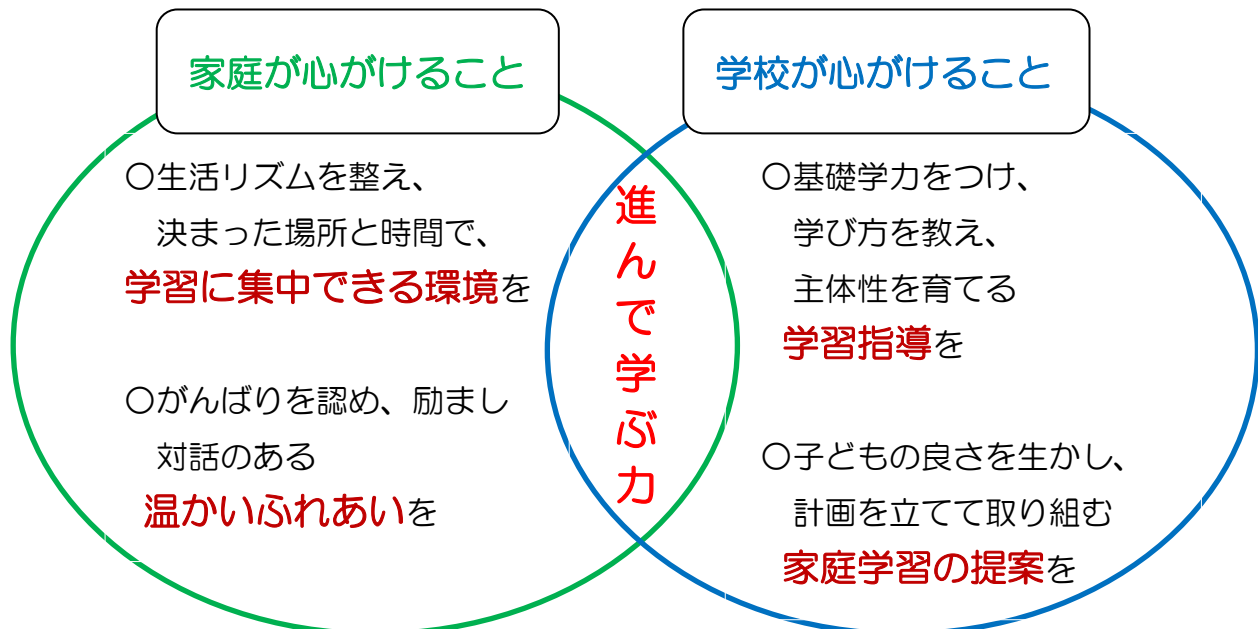 家庭が心がけること
〇生活リズムを整え、
決まった場所と時間で、
学習に集中できる環境を
〇がんばりを認め、励まし
対話のある
温かいふれあいを
進んで学ぶ力
学校が心がけること
〇基礎学力をつけ、
学び方を教え、
主体性を育てる
学習指導を
〇子どもの良さを生かし、
計画を立てて取り組む
家庭学習の提案を